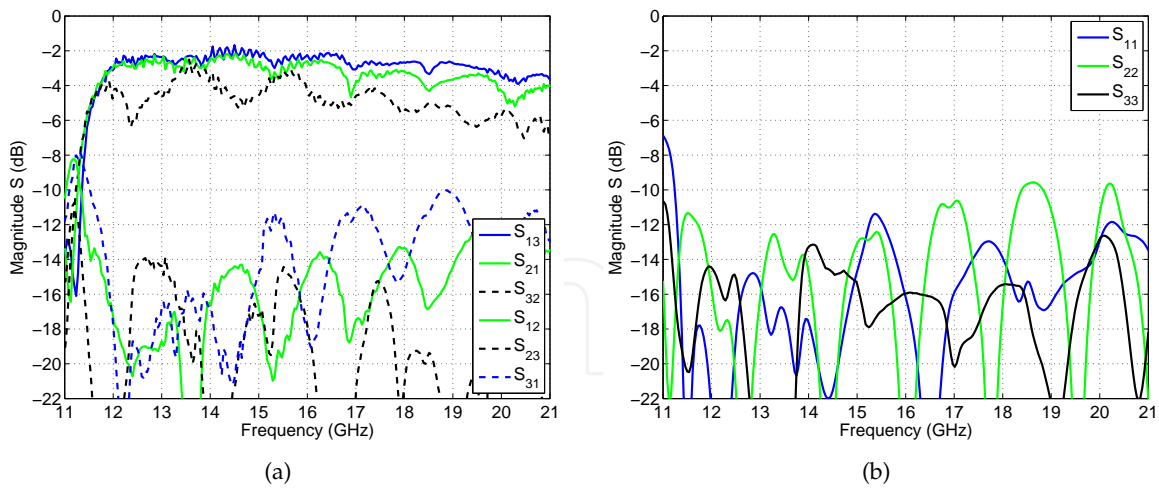 0
−2
−4
−6
−8
−10
−12
−14
−16
−18
−20
−22
11 12 13 14 15 16 17 18 19 20 21
Magnitude S (dB)
Frequency (GHz)
S13
S21
S32
S12
S23
S31
(a)
0
−2
−4
−6
−8
−10
−12
−14
−16
−18
−20
−22
11 12 13 14 15 16 17 18 19 20 21
Magnitude S (dB)
Frequency (GHz)
S11
S22
S33
(b)